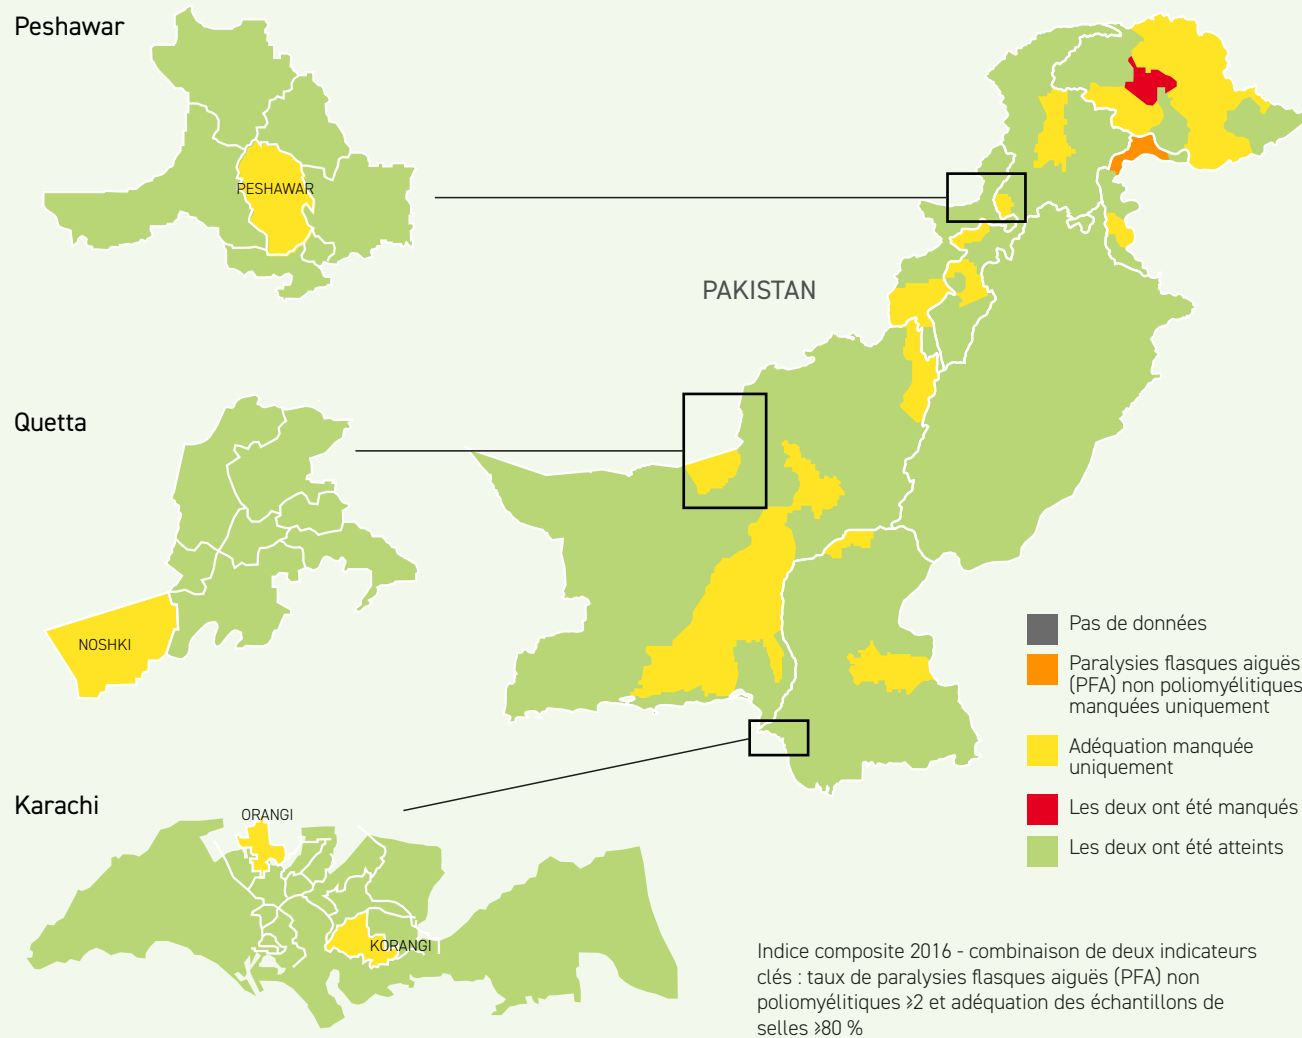 Peshawar
PESHAWAR
PAKISTAN
Quetta
NOSHKI
Karachi
ORANGI
KORANGI
Pas de données
Paralysies flasques aiguës
(PFA) non poliomyélitiques
manquées uniquement
Adéquation manquée
uniquement
Les deux ont été manqués
Les deux ont été atteints
Indice composite 2016 - combinaison de deux indicateurs
clés : taux de paralysies flasques aiguës (PFA) non
poliomyélitiques »2 et adéquation des échantillons de
selles »80 %